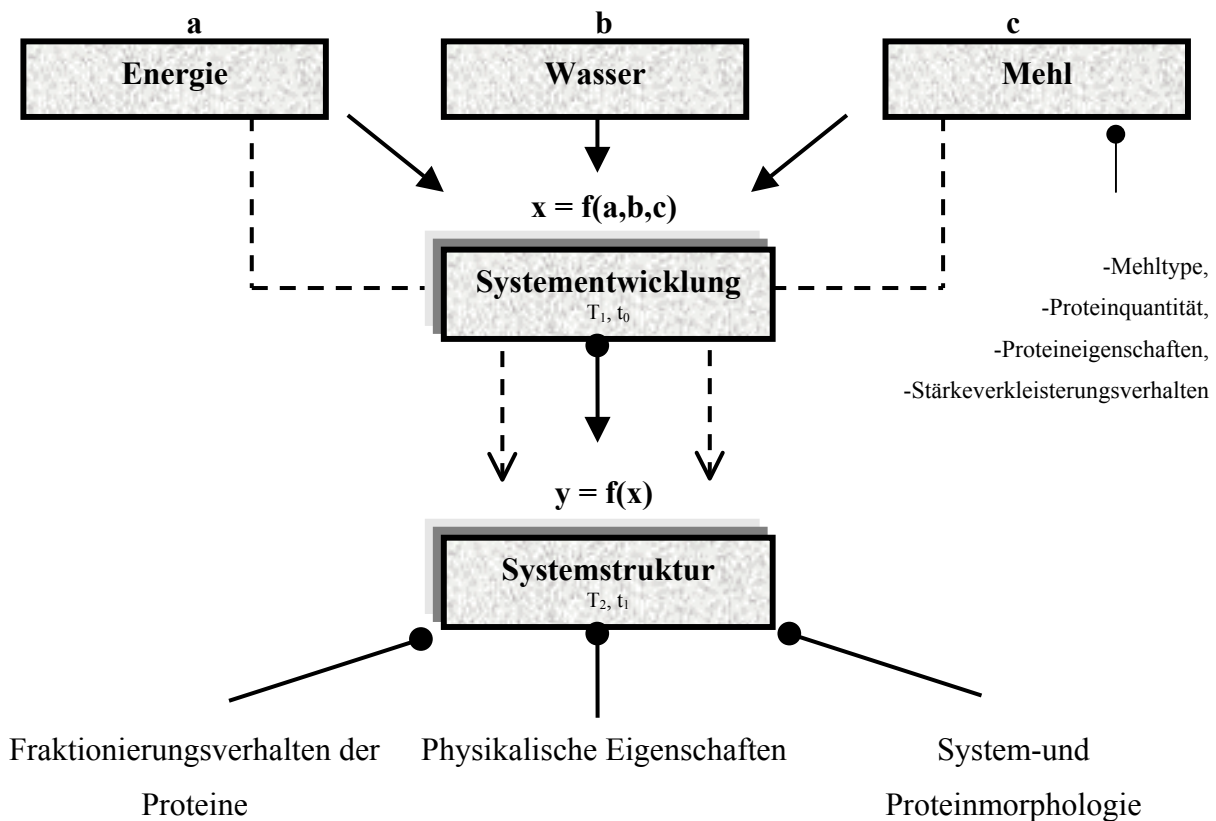 a
b
c
Energie
Wasser
Mehl
x = f(a,b,c)
Systementwicklung
T₁, t₀
-Mehltype,
-Proteinquantität,
-Proteineigenschaften,
-Stärkeverkleisterungsverhalten
y = f(x)
Systemstruktur
T₂, t₁
Fraktionierungsverhalten der
Proteine
Physikalische Eigenschaften
System-und
Proteinmorphologie